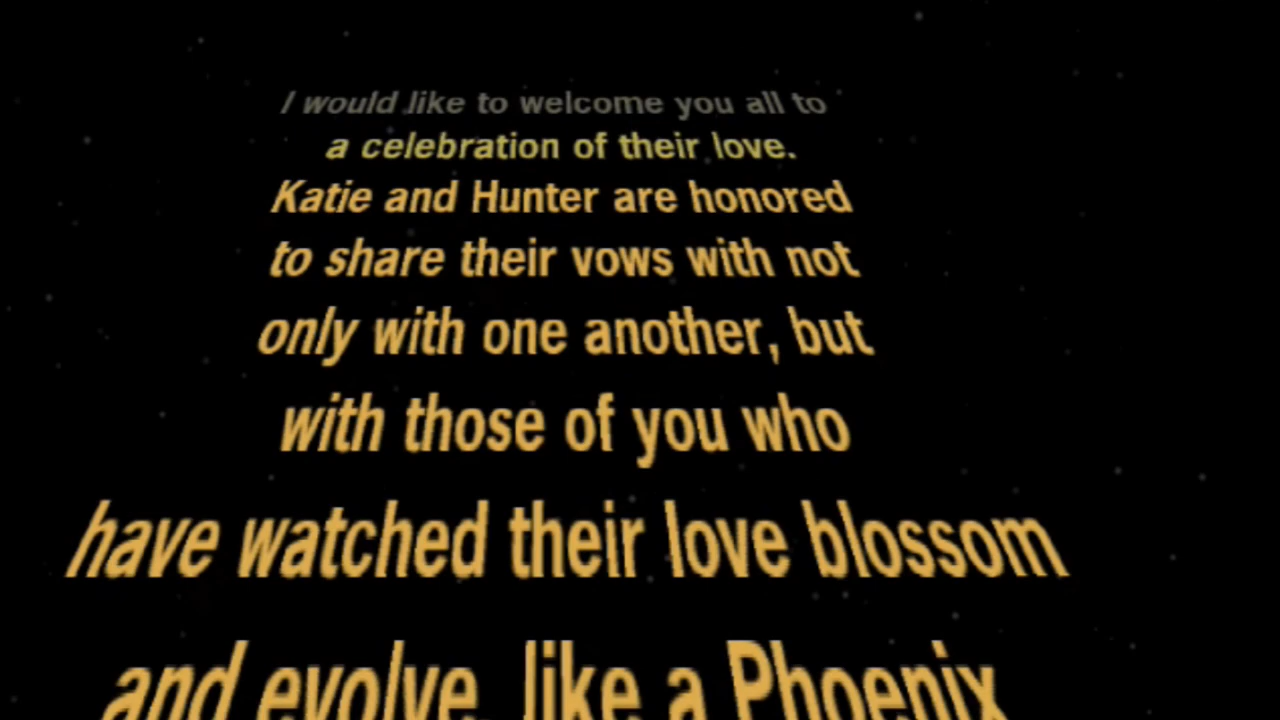 I would like to welcome you all to
a celebration of their love.
Katie and Hunter are honored
to share their vows with not
only with one another, but
with those of you who
have watched their love blossom
and evolve, like a Phoenix